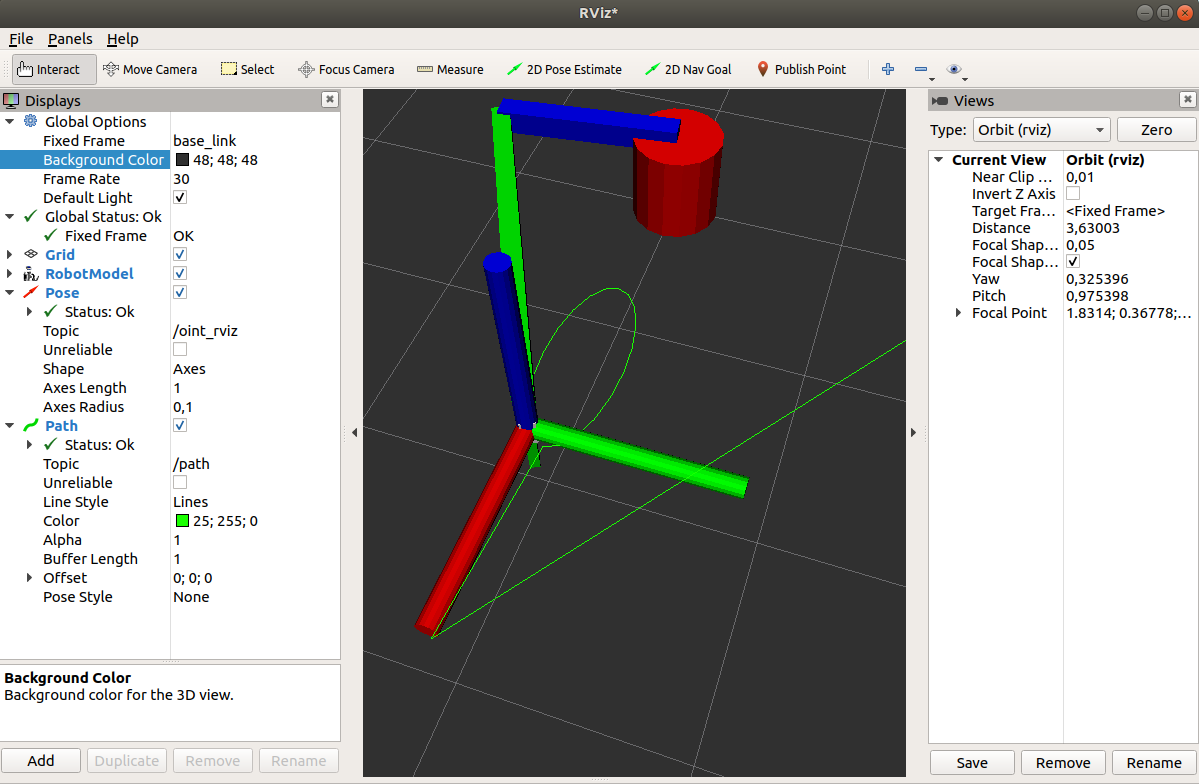 RViz*
File Panels Help
Interact Move Camera Select Focus Camera Measure 2D Pose Estimate 2D Nav Goal Publish Point
Displays
Global Options
Fixed Frame base_link
Background Color 48; 48; 48
Frame Rate 30
Default Light
Global Status: Ok
Fixed Frame OK
Grid
RobotModel
Pose
Status: Ok
Topic /oint_rviz
Unreliable
Shape Axes
Axes Length 1
Axes Radius 0,1
Path
Status: Ok
Topic /path
Unreliable
Line Style Lines
Color 25; 255; 0
Alpha 1
Buffer Length 1
Offset 0; 0; 0
Pose Style None
Background Color
Background color for the 3D view.
Add Duplicate Remove Rename
Views
Type: Orbit (rviz) Zero
Current View Orbit (rviz)
Near Clip ... 0,01
Invert Z Axis
Target Fra... <Fixed Frame>
Distance 3,63003
Focal Shap... 0,05
Focal Shap...
Yaw 0,325396
Pitch 0,975398
Focal Point 1.8314; 0.36778;...
Save Remove Rename